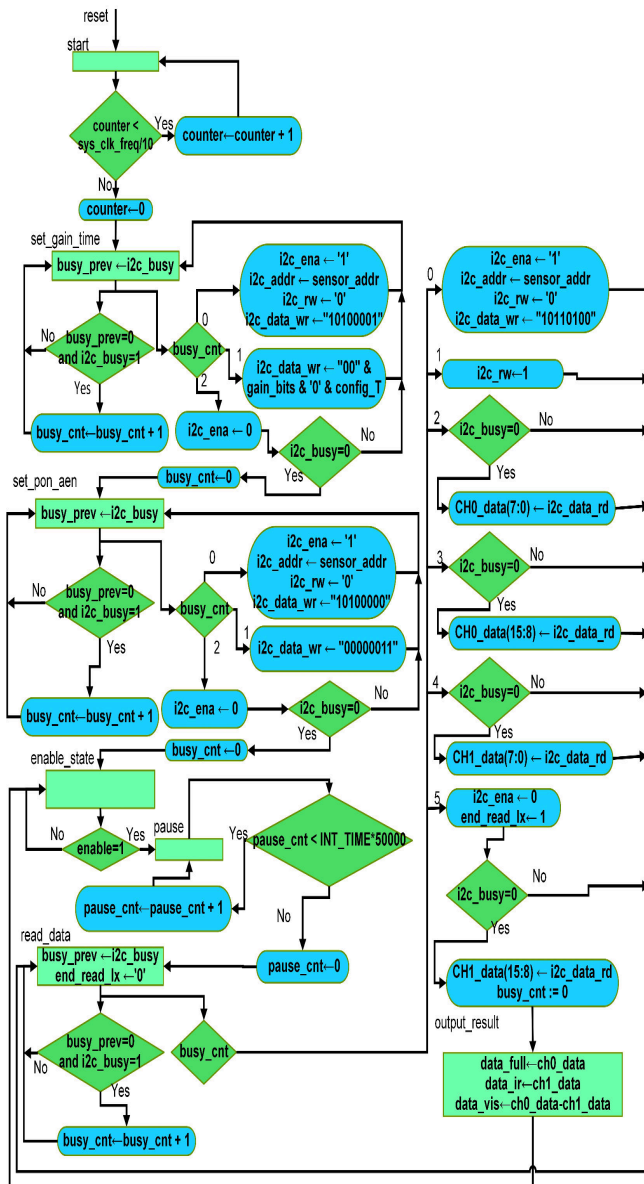 reset
start
counter <
sys_clk_freq/10
Yes
counter←counter + 1
No
counter←0
set_gain_time
busy_prev ←i2c_busy
No
busy_prev=0
and i2c_busy=1
Yes
busy_cnt←busy_cnt + 1
busy_cnt
0
i2c_ena ← '1'
i2c_addr ← sensor_addr
i2c_rw ← '0'
i2c_data_wr ← "10100001"
1
i2c_data_wr ← "00" &
gain_bits & '0' & config_T
2
i2c_ena ← 0
i2c_busy=0
No
Yes
busy_cnt←0
set_pon_aen
busy_prev ←i2c_busy
No
busy_prev=0
and i2c_busy=1
Yes
busy_cnt←busy_cnt + 1
busy_cnt
0
i2c_ena ← '1'
i2c_addr ← sensor_addr
i2c_rw ← '0'
i2c_data_wr ← "10100000"
1
i2c_data_wr ← "00000011"
2
i2c_ena ← 0
i2c_busy=0
No
Yes
busy_cnt ←0
enable_state
No
enable=1
Yes
pause
pause_cnt < INT_TIME*50000
Yes
pause_cnt←pause_cnt + 1
No
pause_cnt←0
read_data
busy_prev ←i2c_busy
end_read_lx ←'0'
No
busy_prev=0
and i2c_busy=1
Yes
busy_cnt←busy_cnt + 1
busy_cnt
0
i2c_ena ← '1'
i2c_addr ← sensor_addr
i2c_rw ← '0'
i2c_data_wr ← "10110100"
1
i2c_rw←1
2
i2c_busy=0
No
Yes
CH0_data(7:0) ← i2c_data_rd
3
i2c_busy=0
No
Yes
CH0_data(15:8) ← i2c_data_rd
4
i2c_busy=0
No
Yes
CH1_data(7:0) ← i2c_data_rd
5
i2c_ena ← 0
end_read_lx← 1
i2c_busy=0
No
Yes
CH1_data(15:8) ← i2c_data_rd
busy_cnt := 0
output_result
data_full←ch0_data
data_ir←ch1_data
data_vis←ch0_data-ch1_data